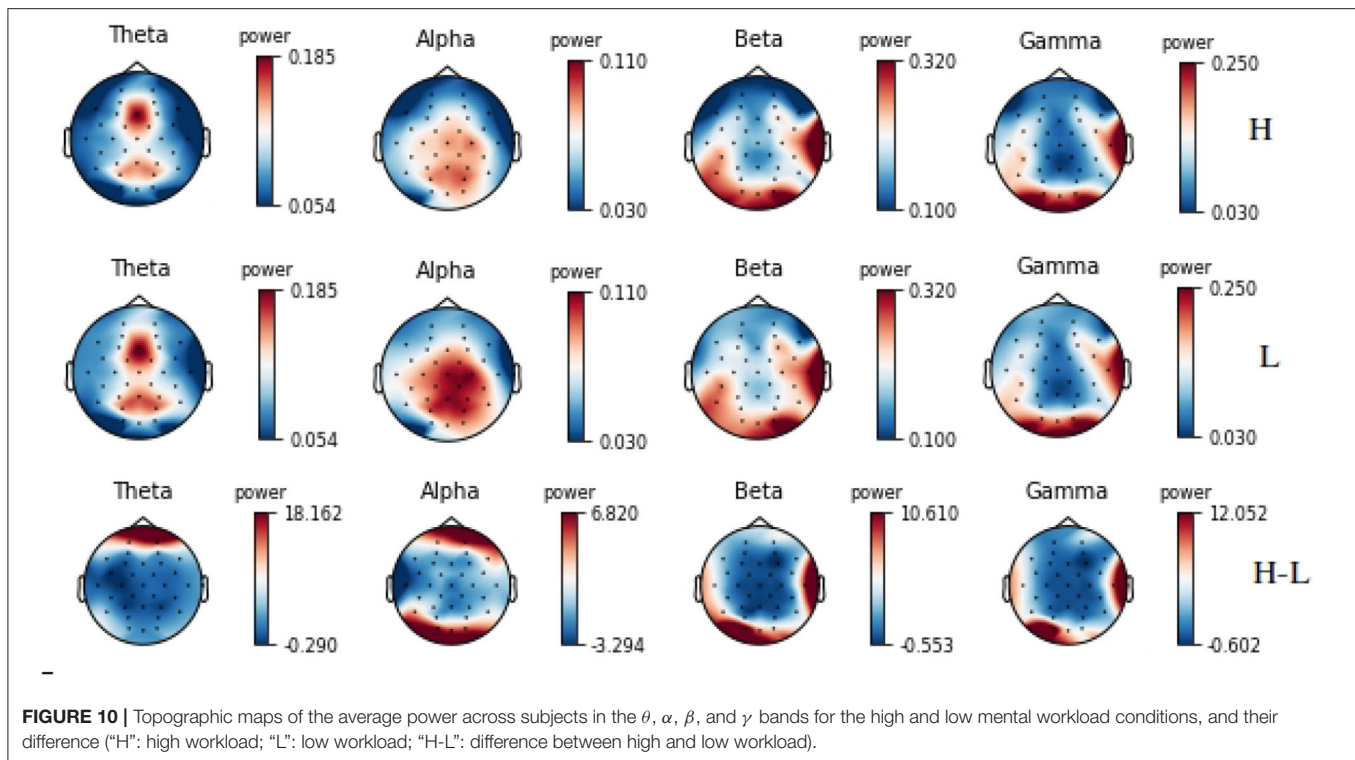 Theta power Alpha power Beta power Gamma power
0.185 0.110 0.320 0.250
H
0.054 0.030 0.100 0.030
Theta power Alpha power Beta power Gamma power
0.185 0.110 0.320 0.250
L
0.054 0.030 0.100 0.030
Theta power Alpha power Beta power Gamma power
18.162 6.820 10.610 12.052
H-L
-0.290 -3.294 -0.553 -0.602
FIGURE 10 | Topographic maps of the average power across subjects in the θ, α, β, and γ bands for the high and low mental workload conditions, and their
difference (“H”: high workload; “L”: low workload; “H-L”: difference between high and low workload).